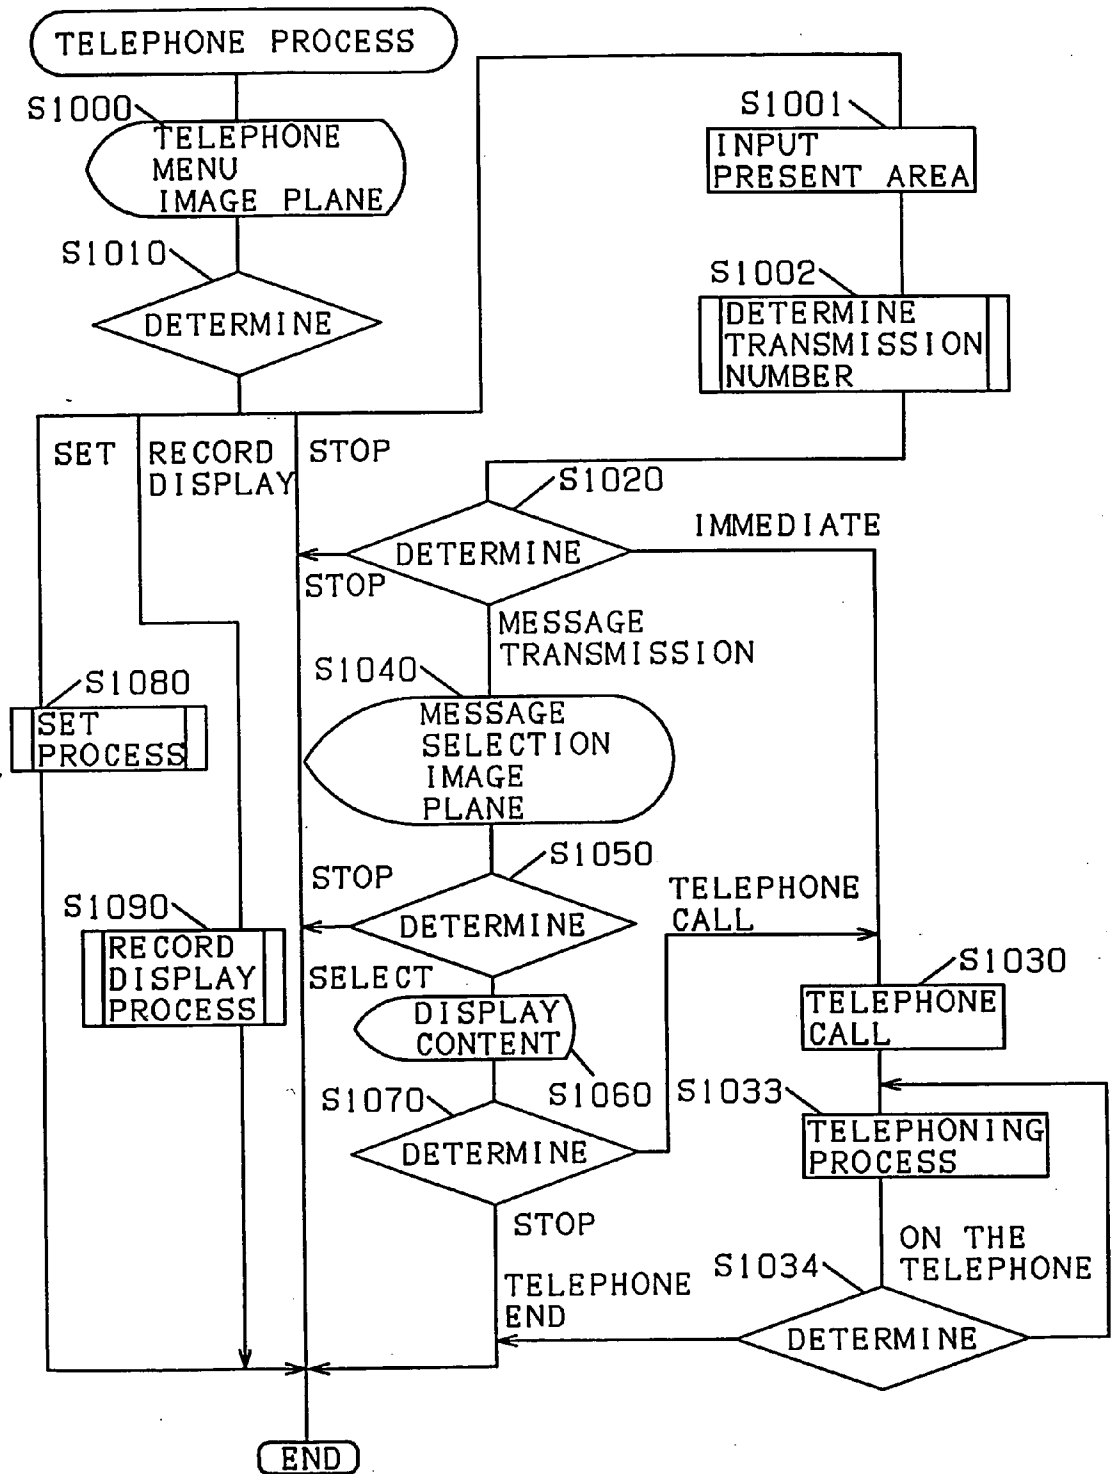 TELEPHONE PROCESS
S1000
TELEPHONE
MENU
IMAGE PLANE
S1001
INPUT
PRESENT AREA
S1010
DETERMINE
S1002
DETERMINE
TRANSMISSION
NUMBER
SET
RECORD
DISPLAY
STOP
S1020
DETERMINE
IMMEDIATE
STOP
MESSAGE
TRANSMISSION
S1040
MESSAGE
SELECTION
IMAGE
PLANE
S1080
SET
PROCESS
S1050
STOP
DETERMINE
TELEPHONE
CALL
S1090
RECORD
DISPLAY
PROCESS
SELECT
S1030
TELEPHONE
CALL
DISPLAY
CONTENT
S1060
S1070
DETERMINE
S1033
TELEPHONING
PROCESS
STOP
ON THE
TELEPHONE
S1034
TELEPHONE
END
DETERMINE
END